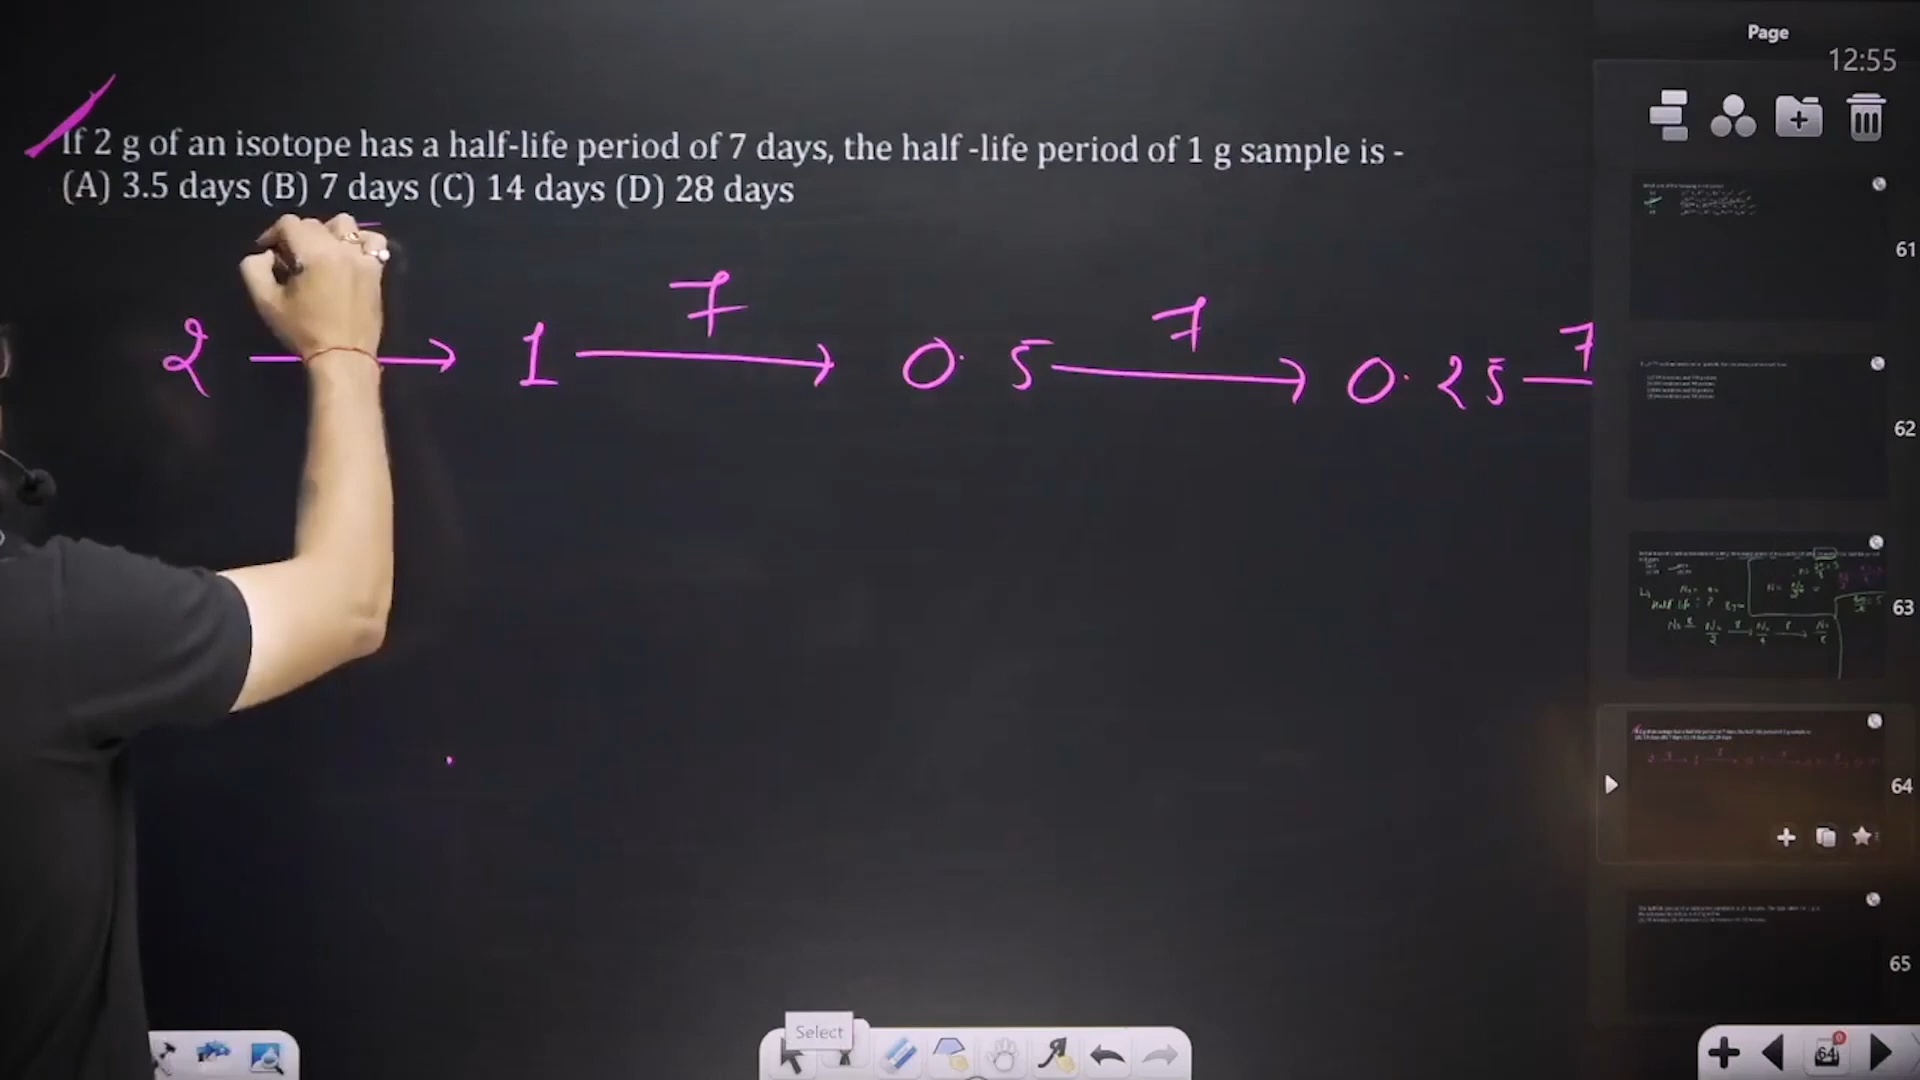 Page
12:55
If 2 g of an isotope has a half-life period of 7 days, the half -life period of 1 g sample is -
(A) 3.5 days (B) 7 days (C) 14 days (D) 28 days
7 7 7
2 → 1 → 0.5 → 0.25
61
62
63
64
65
Select
64